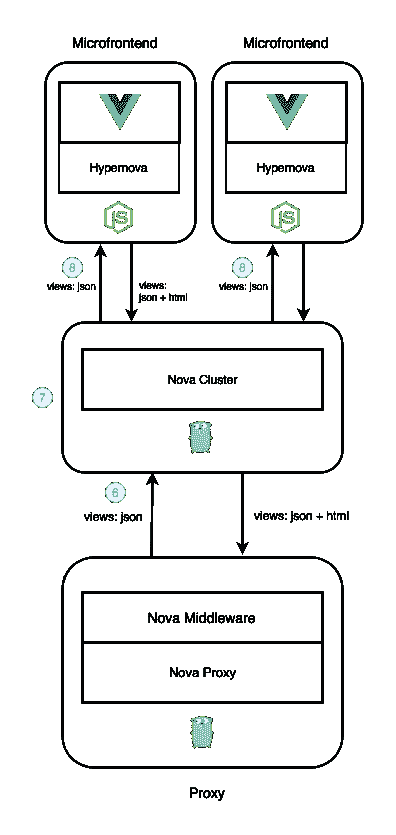 Microfrontend
Microfrontend
Hypernova
Hypernova
JS
JS
8
views: json
views:
json + html
8
views: json
Nova Cluster
7
6
views: json
views: json + html
Nova Middleware
Nova Proxy
Proxy